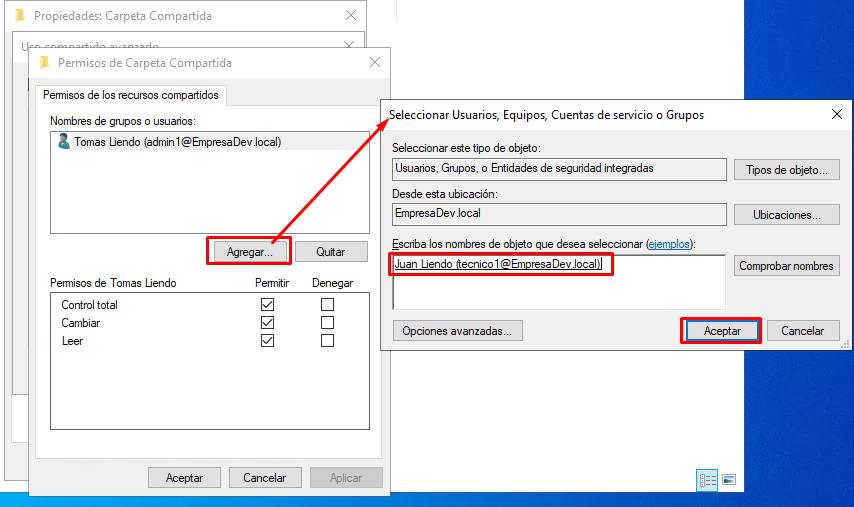 Propiedades: Carpeta Compartida
Uso compartido avanzado
Permisos de Carpeta Compartida
Permisos de los recursos compartidos
Nombres de grupos o usuarios:
Tomas Liendo (admin1@EmpresaDev.local)
Agregar...
Quitar
Permisos de Tomas Liendo
Permitir
Denegar
Control total
Cambiar
Leer
Aceptar
Cancelar
Aplicar
Seleccionar Usuarios, Equipos, Cuentas de servicio o Grupos
Seleccionar este tipo de objeto:
Usuarios, Grupos, o Entidades de seguridad integradas
Tipos de objeto...
Desde esta ubicación:
EmpresaDev.local
Ubicaciones...
Escriba los nombres de objeto que desea seleccionar (ejemplos):
Juan Liendo (tecnico1@EmpresaDev.local)
Comprobar nombres
Opciones avanzadas...
Aceptar
Cancelar